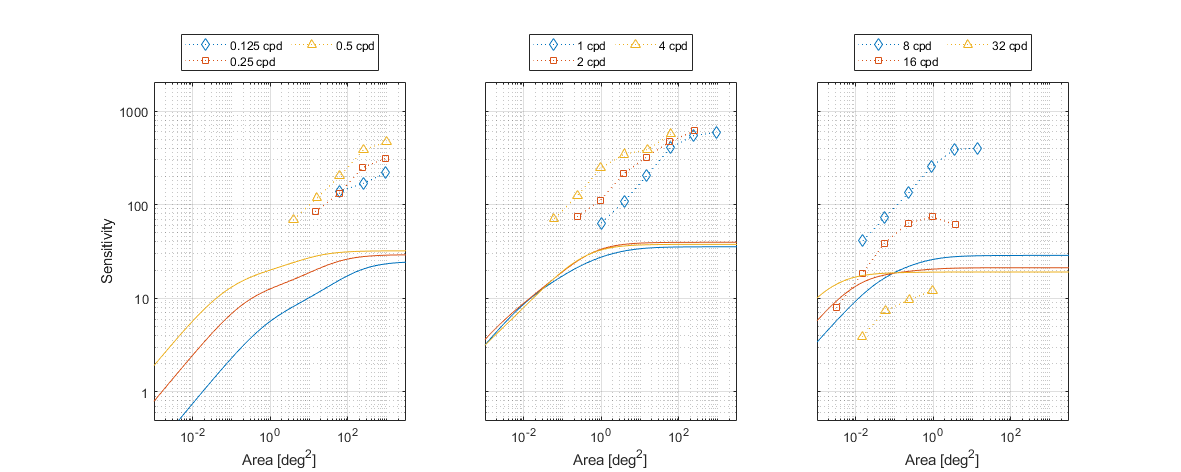 0.125 cpd 0.5 cpd
0.25 cpd
1 cpd 4 cpd
2 cpd
8 cpd 32 cpd
16 cpd
1000
100
10
1
Sensitivity
10^-2 10^0 10^2
Area [deg^2]
10^-2 10^0 10^2
Area [deg^2]
10^-2 10^0 10^2
Area [deg^2]